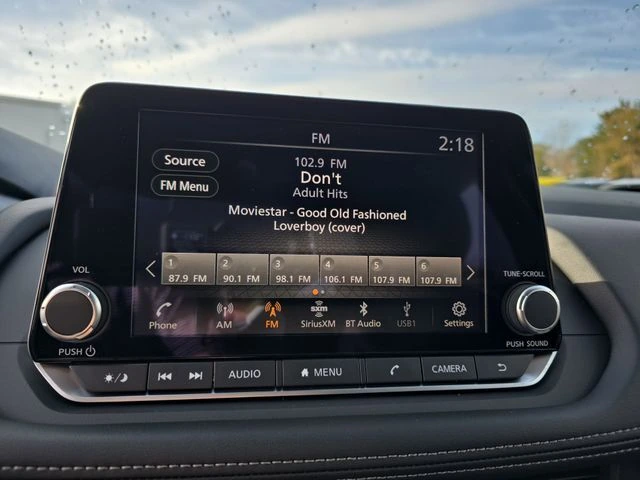 FM
2:18
Source
102.9 FM
Don't
FM Menu
Adult Hits
Moviestar - Good Old Fashioned
Loverboy (cover)
1 2 3 4 5 6
87.9 FM 90.1 FM 98.1 FM 106.1 FM 107.9 FM 107.9 FM
VOL
TUNE·SCROLL
sxm
Phone AM FM SiriusXM BT Audio USB1 Settings
PUSH
PUSH SOUND
AUDIO MENU CAMERA